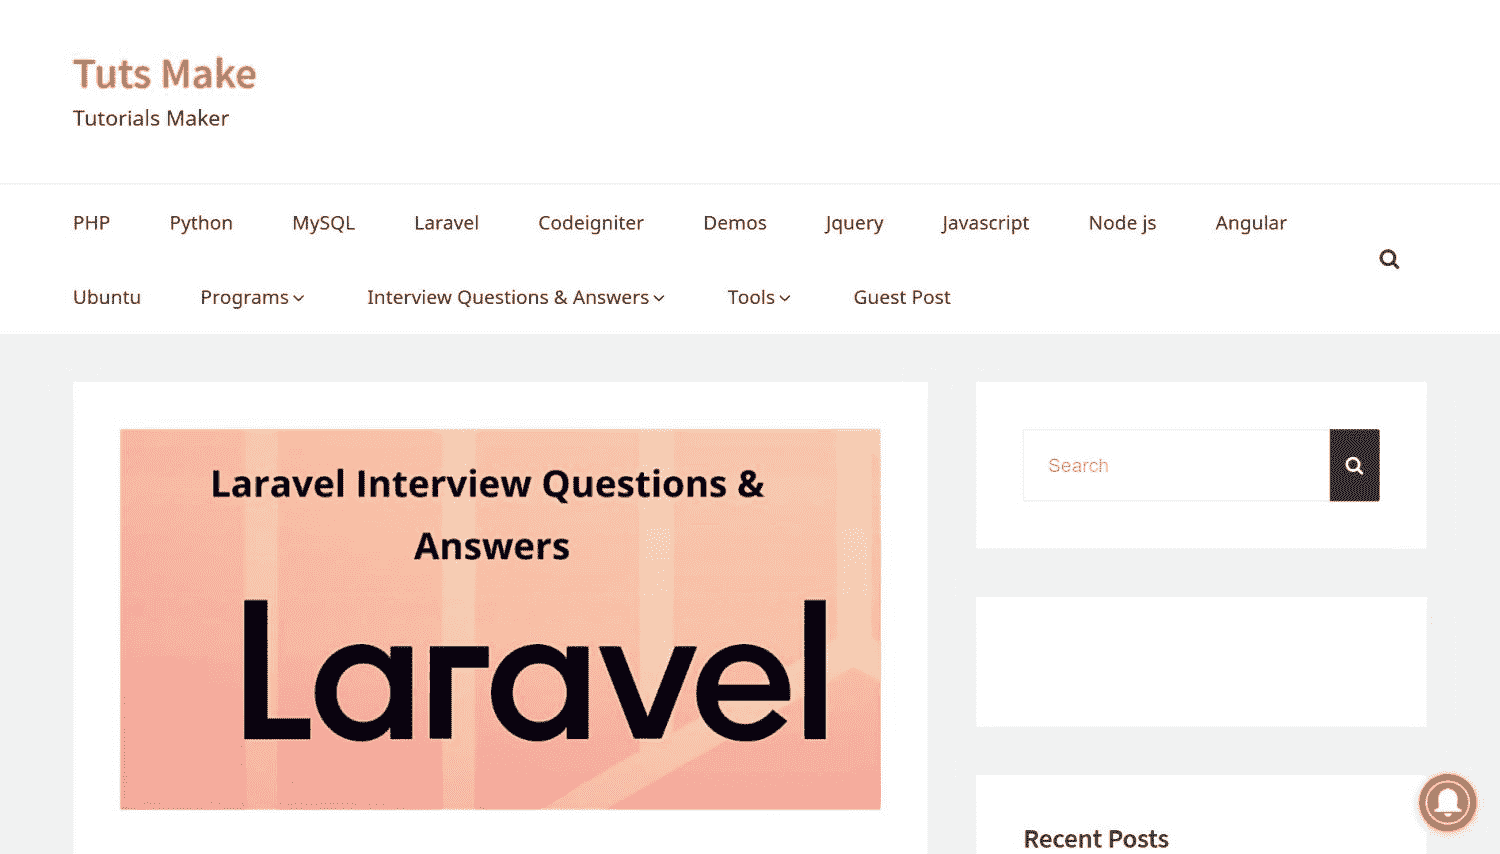 Tuts Make
Tutorials Maker
PHP Python MySQL Laravel Codeigniter Demos Jquery Javascript Node js Angular
Ubuntu Programs Interview Questions & Answers Tools Guest Post
Laravel Interview Questions &
Answers
Laravel
Search
Recent Posts